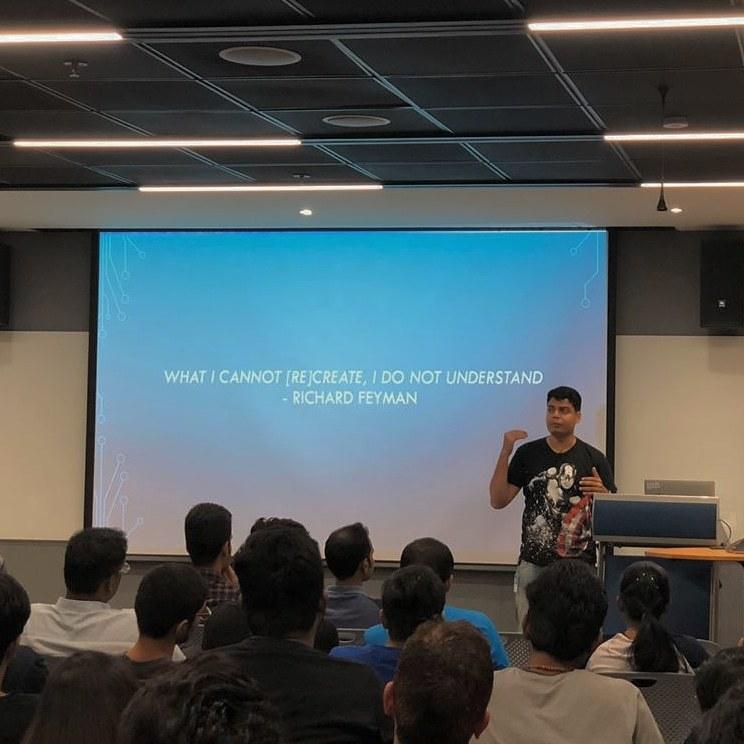 WHAT I CANNOT [RE]CREATE, I DO NOT UNDERSTAND
- RICHARD FEYMAN